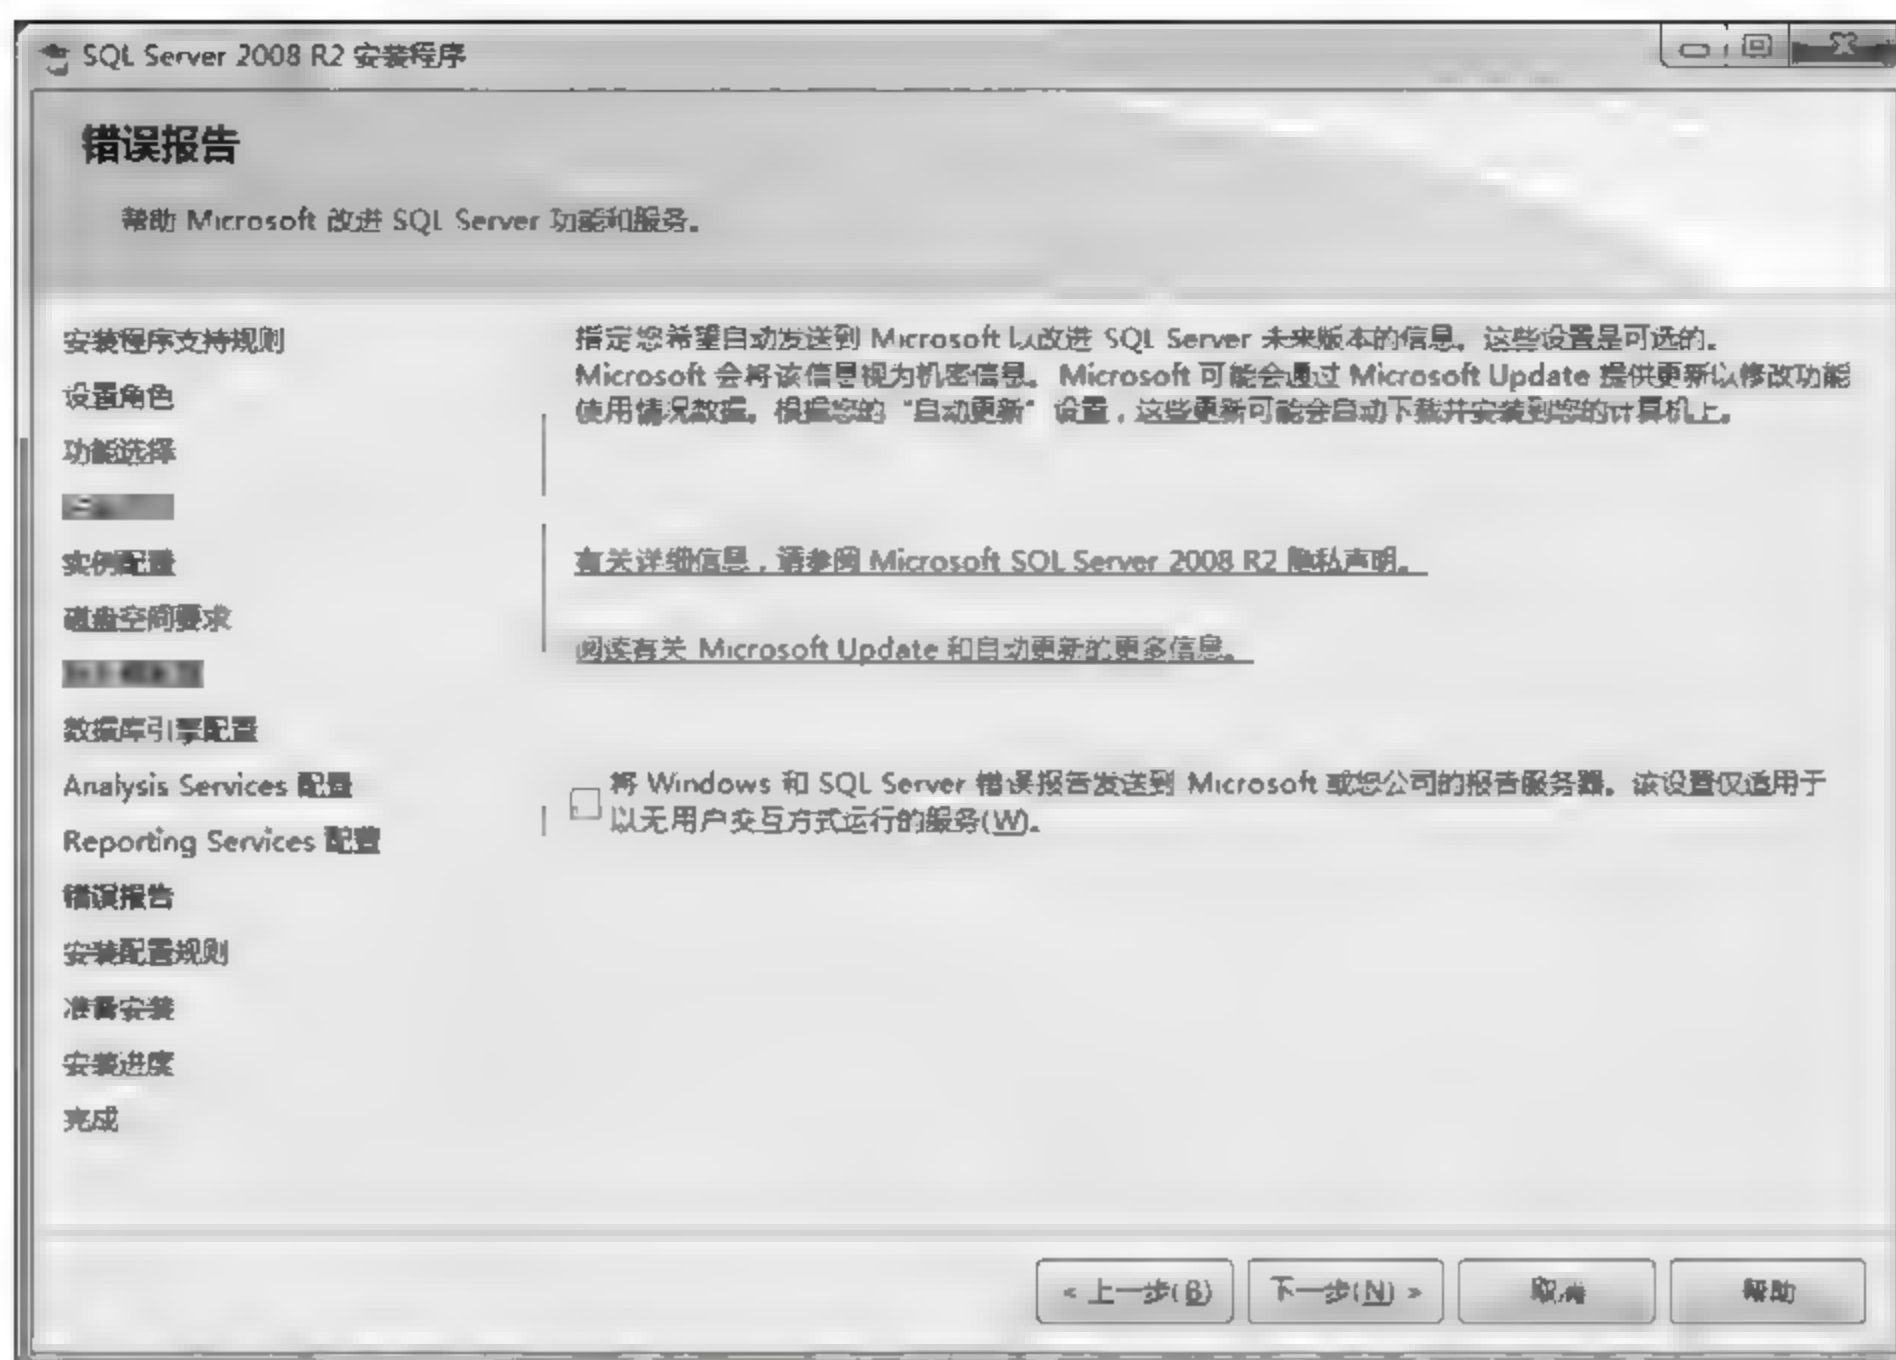 SQL Server 2008 R2 安装程序
错误报告
帮助 Microsoft 改进 SQL Server 功能和服务。
安装程序支持规则
设置角色
功能选择
实例配置
磁盘空间要求
数据库引擎配置
Analysis Services 配置
Reporting Services 配置
错误报告
安装配置规则
准备安装
安装进度
完成
指定您希望自动发送到 Microsoft 以改进 SQL Server 未来版本的信息。这些设置是可选的。
Microsoft 会将该信息视为机密信息。Microsoft 可能会通过 Microsoft Update 提供更新以修改功能
使用情况数据。根据您的“自动更新”设置，这些更新可能会自动下载并安装到您的计算机上。
有关详细信息，请参阅 Microsoft SQL Server 2008 R2 隐私声明。
阅读有关 Microsoft Update 和自动更新的更多信息。
将 Windows 和 SQL Server 错误报告发送到 Microsoft 或您公司的报告服务器。该设置仅适用于
以无用户交互方式运行的服务(W)。
< 上一步(B)
下一步(N) >
取消
帮助